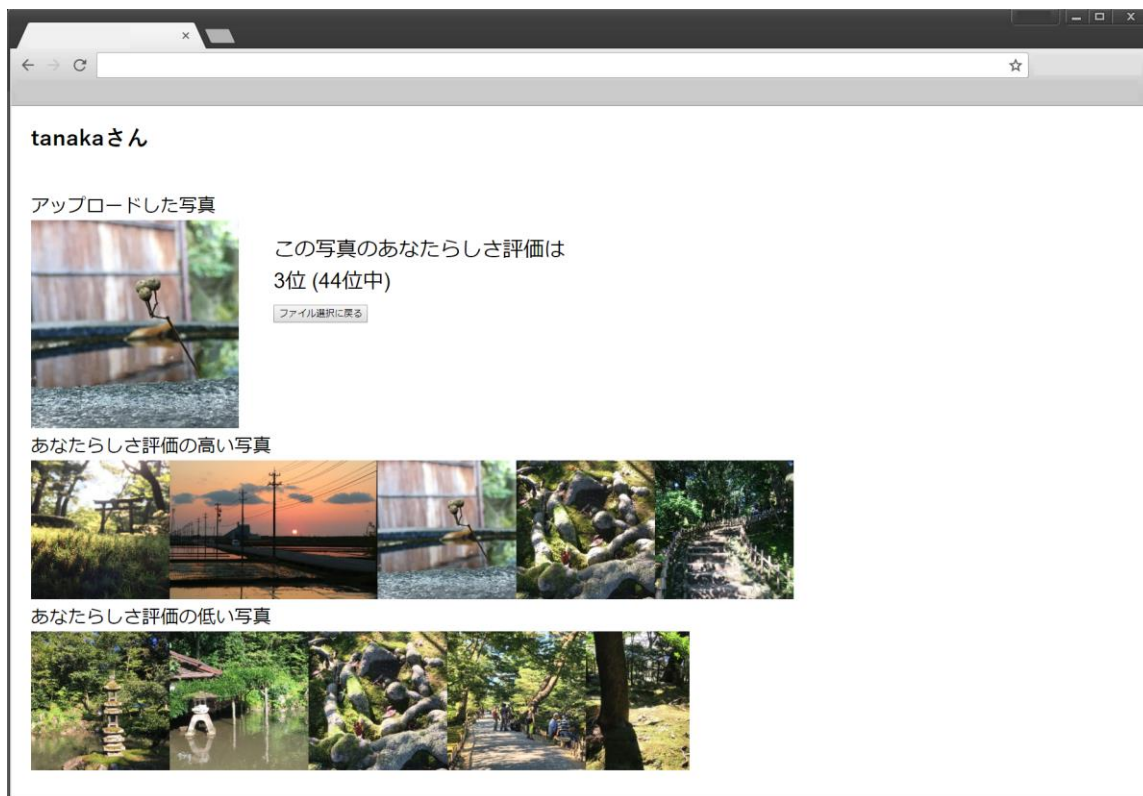 tanakaさん
アップロードした写真
この写真のあなたらしさ評価は
3位 (44位中)
ファイル選択に戻る
あなたらしさ評価の高い写真
あなたらしさ評価の低い写真